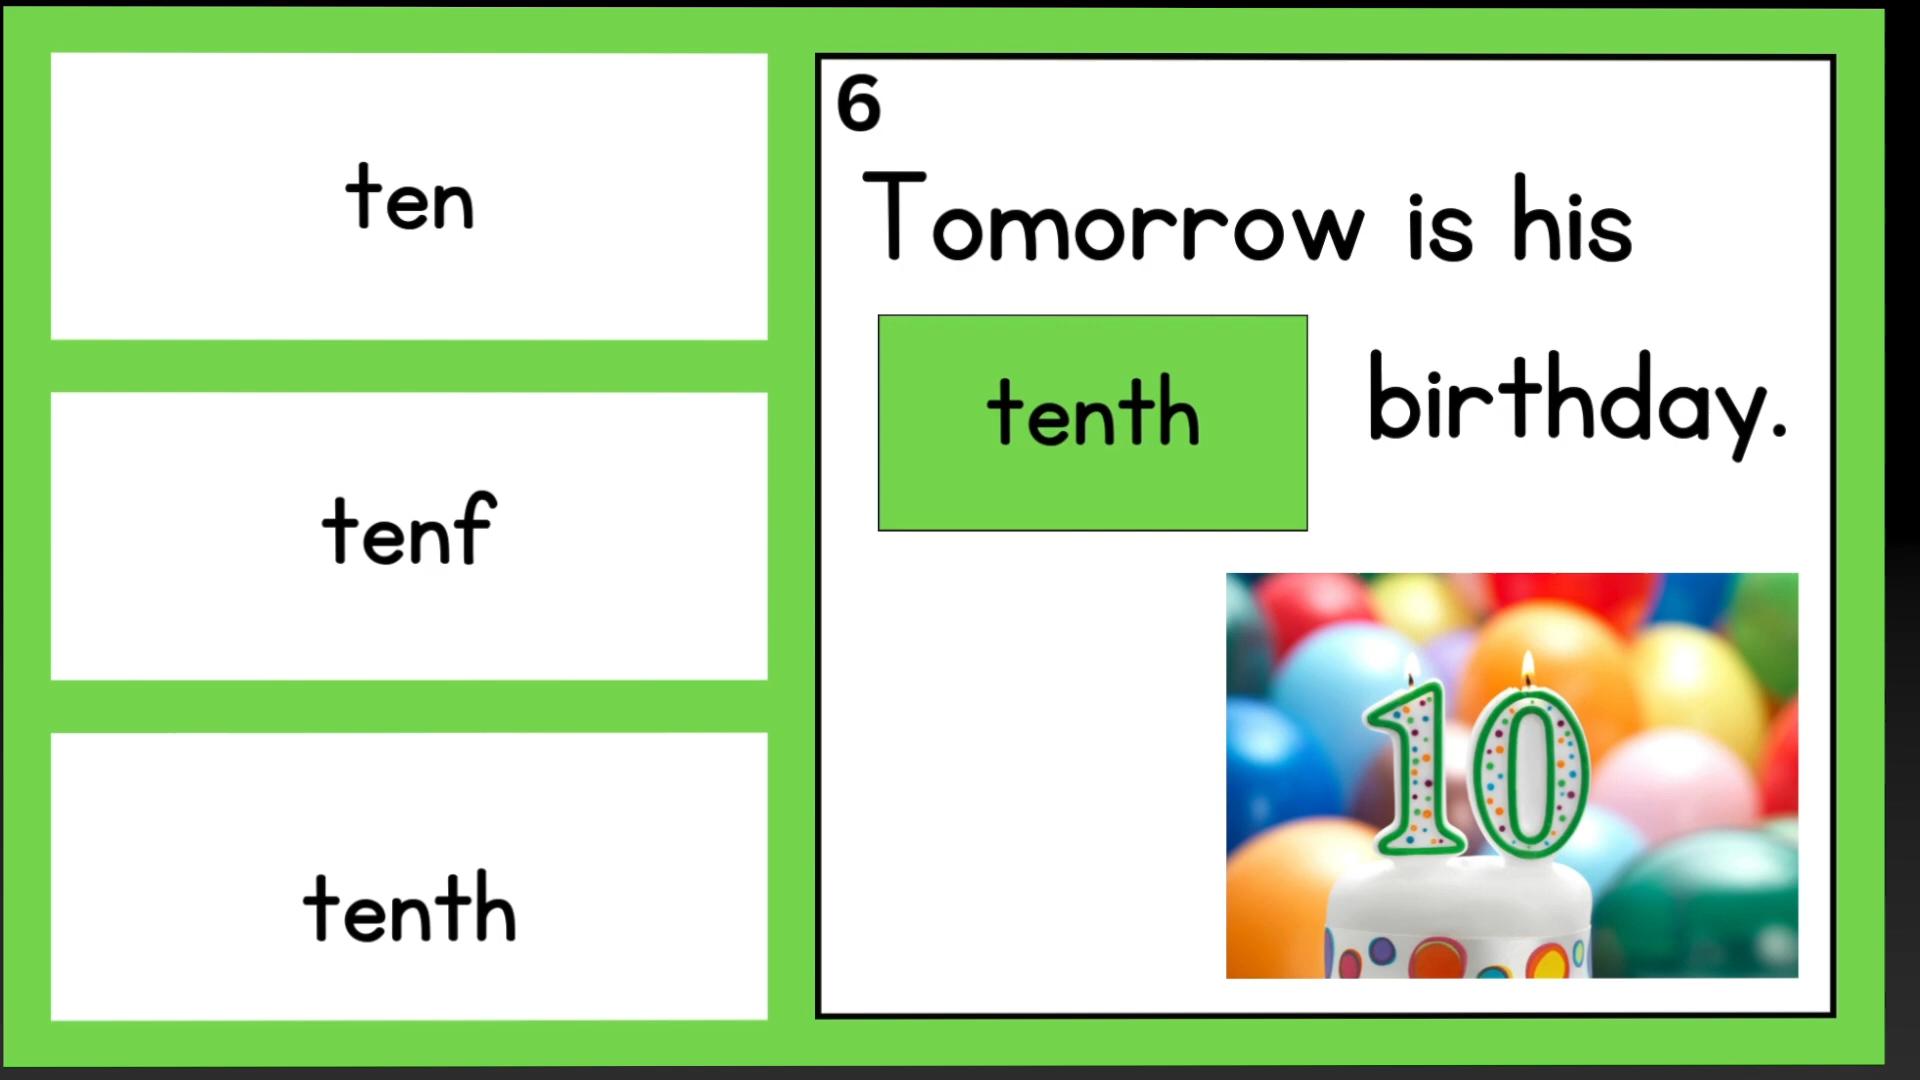 ten
tenf
tenth
6
Tomorrow is his
tenth birthday.
10